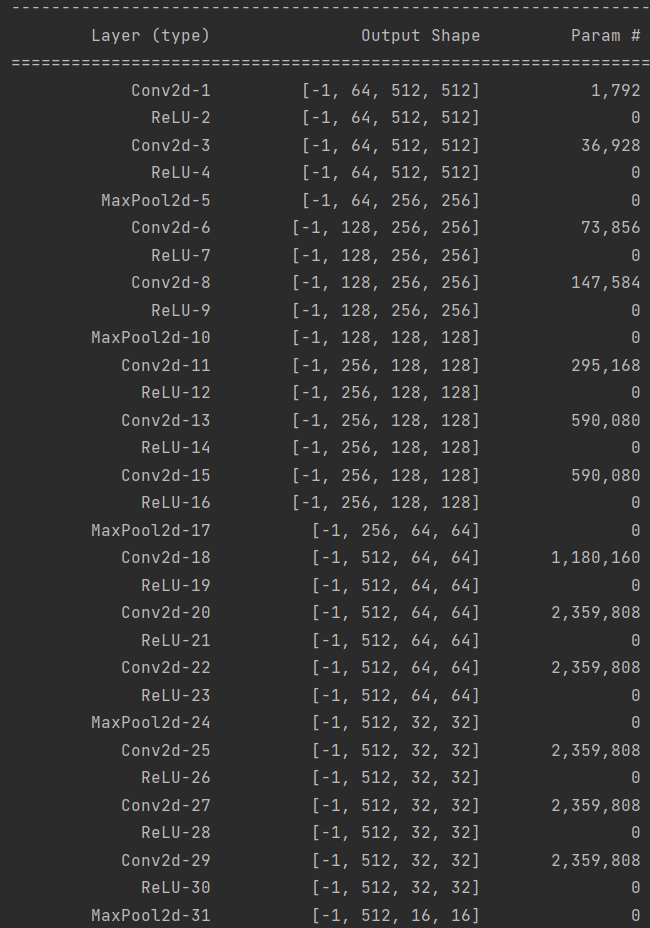 ----------------------------------------------------------------
Layer (type) Output Shape Param #
================================================================
Conv2d-1 [-1, 64, 512, 512] 1,792
ReLU-2 [-1, 64, 512, 512] 0
Conv2d-3 [-1, 64, 512, 512] 36,928
ReLU-4 [-1, 64, 512, 512] 0
MaxPool2d-5 [-1, 64, 256, 256] 0
Conv2d-6 [-1, 128, 256, 256] 73,856
ReLU-7 [-1, 128, 256, 256] 0
Conv2d-8 [-1, 128, 256, 256] 147,584
ReLU-9 [-1, 128, 256, 256] 0
MaxPool2d-10 [-1, 128, 128, 128] 0
Conv2d-11 [-1, 256, 128, 128] 295,168
ReLU-12 [-1, 256, 128, 128] 0
Conv2d-13 [-1, 256, 128, 128] 590,080
ReLU-14 [-1, 256, 128, 128] 0
Conv2d-15 [-1, 256, 128, 128] 590,080
ReLU-16 [-1, 256, 128, 128] 0
MaxPool2d-17 [-1, 256, 64, 64] 0
Conv2d-18 [-1, 512, 64, 64] 1,180,160
ReLU-19 [-1, 512, 64, 64] 0
Conv2d-20 [-1, 512, 64, 64] 2,359,808
ReLU-21 [-1, 512, 64, 64] 0
Conv2d-22 [-1, 512, 64, 64] 2,359,808
ReLU-23 [-1, 512, 64, 64] 0
MaxPool2d-24 [-1, 512, 32, 32] 0
Conv2d-25 [-1, 512, 32, 32] 2,359,808
ReLU-26 [-1, 512, 32, 32] 0
Conv2d-27 [-1, 512, 32, 32] 2,359,808
ReLU-28 [-1, 512, 32, 32] 0
Conv2d-29 [-1, 512, 32, 32] 2,359,808
ReLU-30 [-1, 512, 32, 32] 0
MaxPool2d-31 [-1, 512, 16, 16] 0